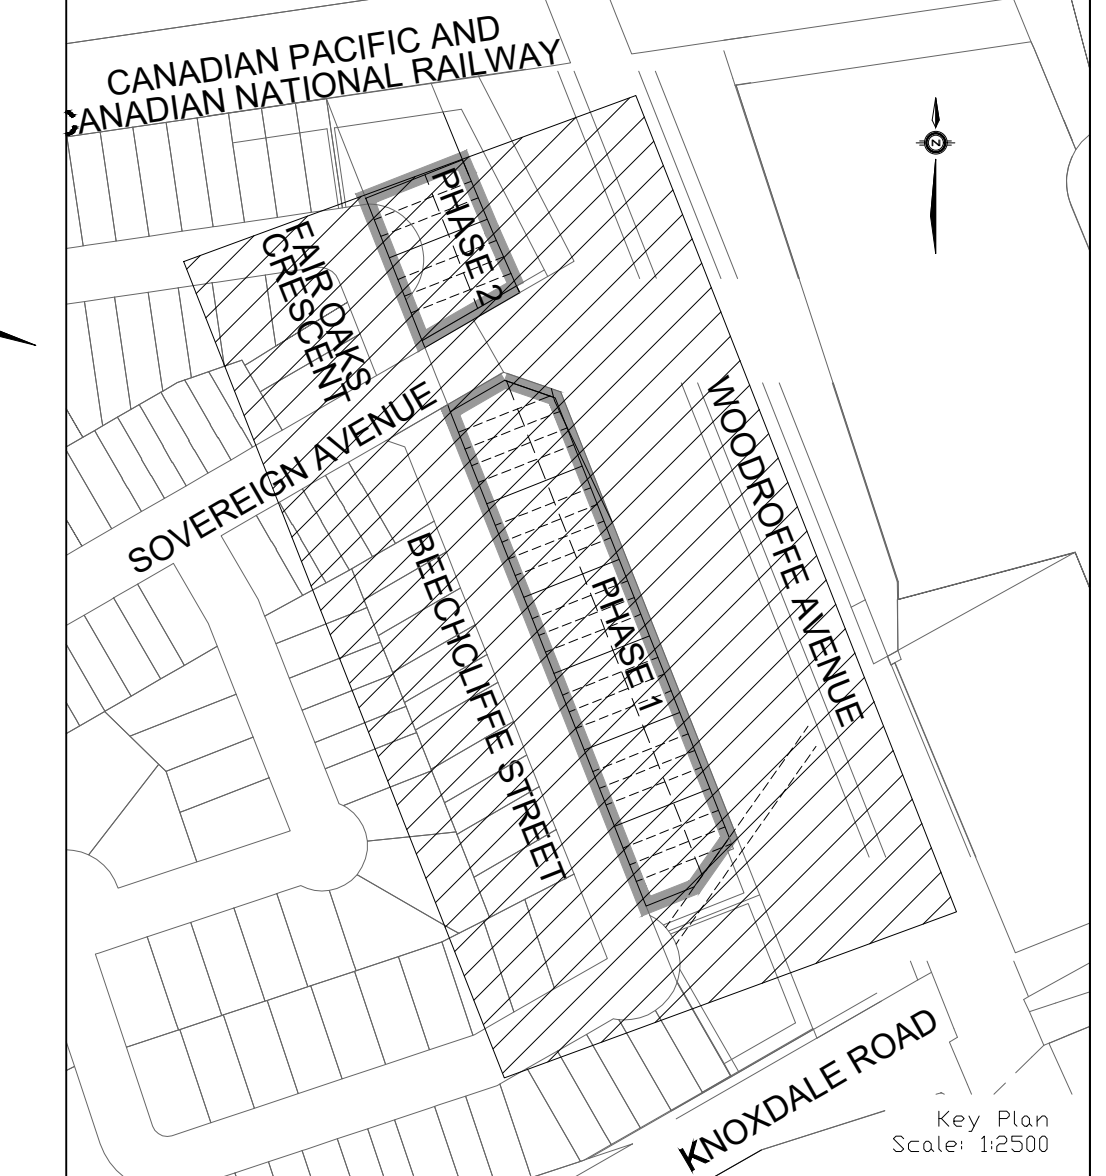 CANADIAN PACIFIC AND
CANADIAN NATIONAL RAILWAY
N
PHASE 2
FAIR OAKS
CRESCENT
SOVEREIGN AVENUE
WOODROFFE AVENUE
BEECHCLIFFE STREET
PHASE 1
KNOXDALE ROAD
Key Plan
Scale: 1:2500